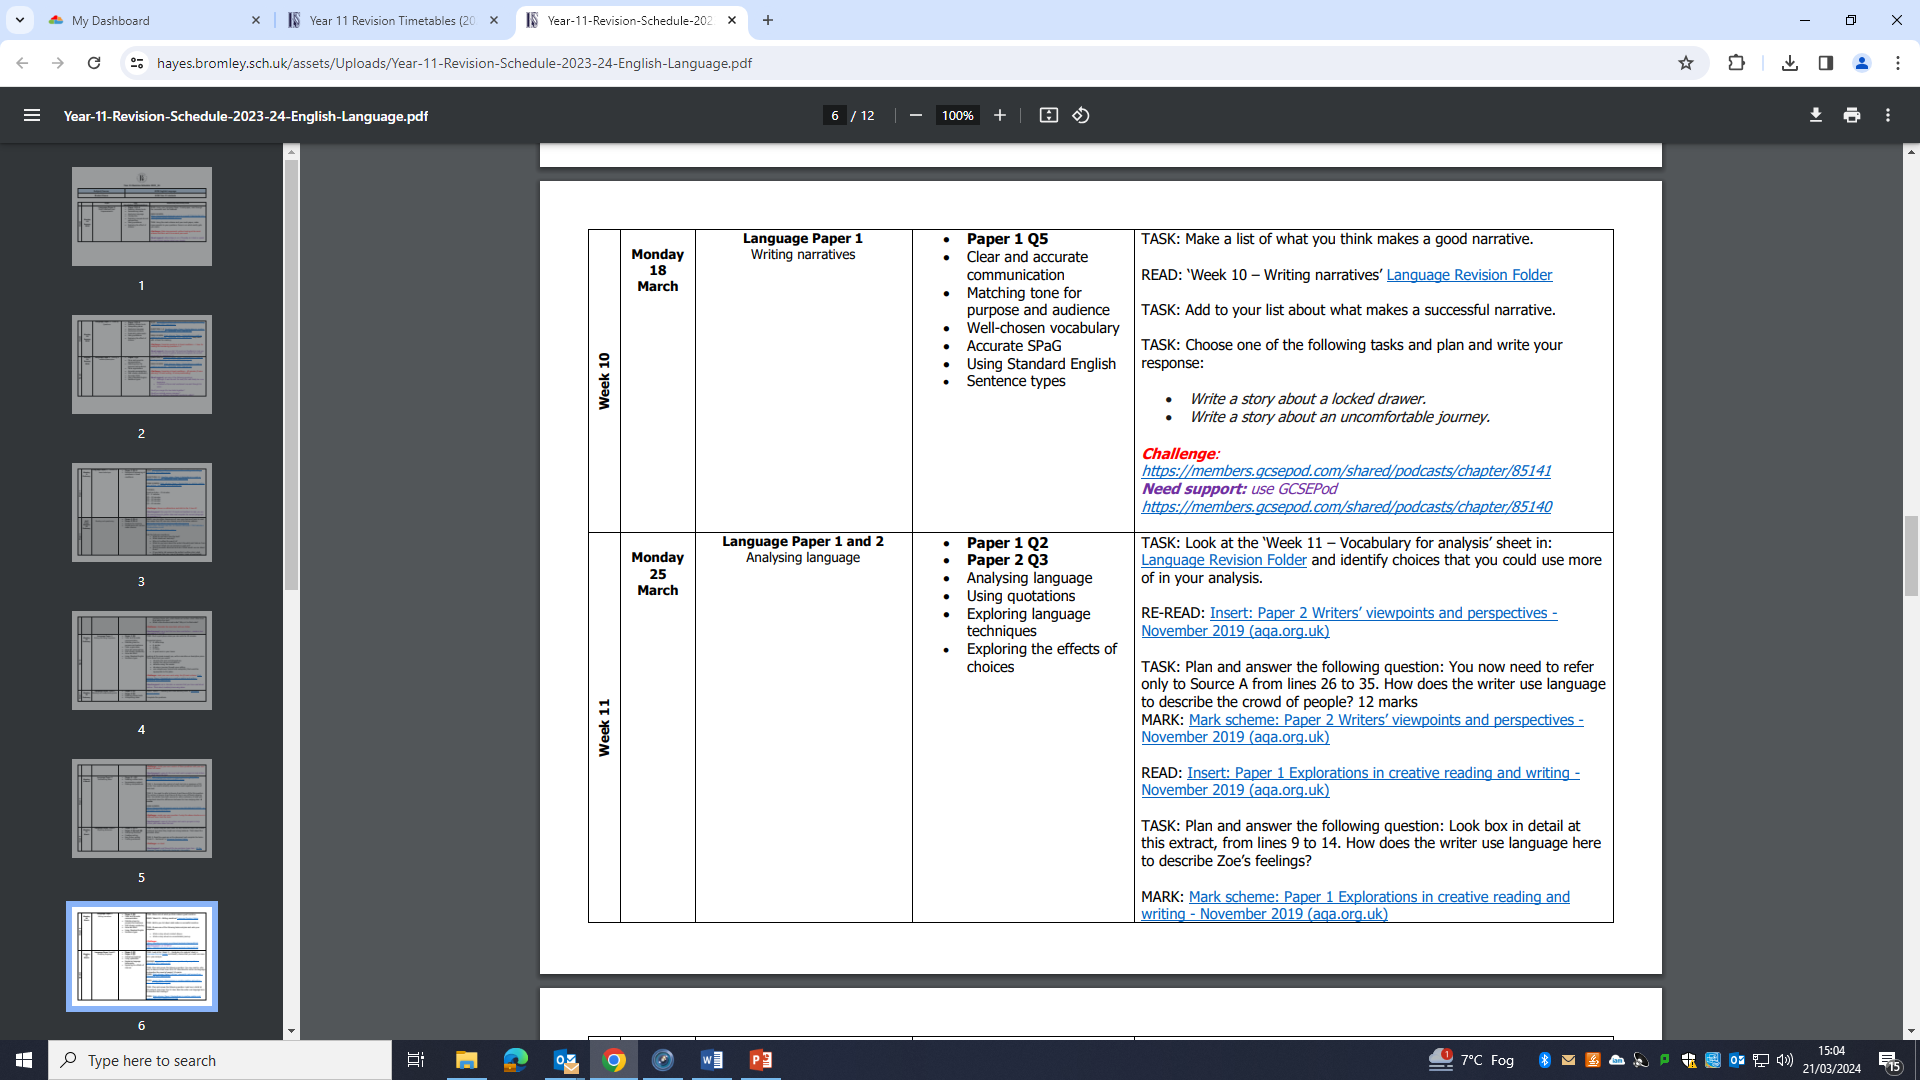 My Dashboard
Year 11 Revision Timetables (20
Year-11-Revision-Schedule-202
hayes.bromley.sch.uk/assets/Uploads/Year-11-Revision-Schedule-2023-24-English-Language.pdf
Year-11-Revision-Schedule-2023-24-English-Language.pdf
6 / 12
100%
1
2
3
4
5
6
Week 10
Monday
18
March
Language Paper 1
Writing narratives
• Paper 1 Q5
• Clear and accurate
communication
• Matching tone for
purpose and audience
• Well-chosen vocabulary
• Accurate SPaG
• Using Standard English
• Sentence types
TASK: Make a list of what you think makes a good narrative.
READ: ‘Week 10 – Writing narratives’ Language Revision Folder
TASK: Add to your list about what makes a successful narrative.
TASK: Choose one of the following tasks and plan and write your
response:
• Write a story about a locked drawer.
• Write a story about an uncomfortable journey.
Challenge:
https://members.gcsepod.com/shared/podcasts/chapter/85141
Need support: use GCSEPod
https://members.gcsepod.com/shared/podcasts/chapter/85140
Week 11
Monday
25
March
Language Paper 1 and 2
Analysing language
• Paper 1 Q2
• Paper 2 Q3
• Analysing language
• Using quotations
• Exploring language
techniques
• Exploring the effects of
choices
TASK: Look at the ‘Week 11 – Vocabulary for analysis’ sheet in:
Language Revision Folder and identify choices that you could use more
of in your analysis.
RE-READ: Insert: Paper 2 Writers’ viewpoints and perspectives -
November 2019 (aqa.org.uk)
TASK: Plan and answer the following question: You now need to refer
only to Source A from lines 26 to 35. How does the writer use language
to describe the crowd of people? 12 marks
MARK: Mark scheme: Paper 2 Writers’ viewpoints and perspectives -
November 2019 (aqa.org.uk)
READ: Insert: Paper 1 Explorations in creative reading and writing -
November 2019 (aqa.org.uk)
TASK: Plan and answer the following question: Look box in detail at
this extract, from lines 9 to 14. How does the writer use language here
to describe Zoe’s feelings?
MARK: Mark scheme: Paper 1 Explorations in creative reading and
writing - November 2019 (aqa.org.uk)
Type here to search
1
7°C Fog
15:04
21/03/2024
15